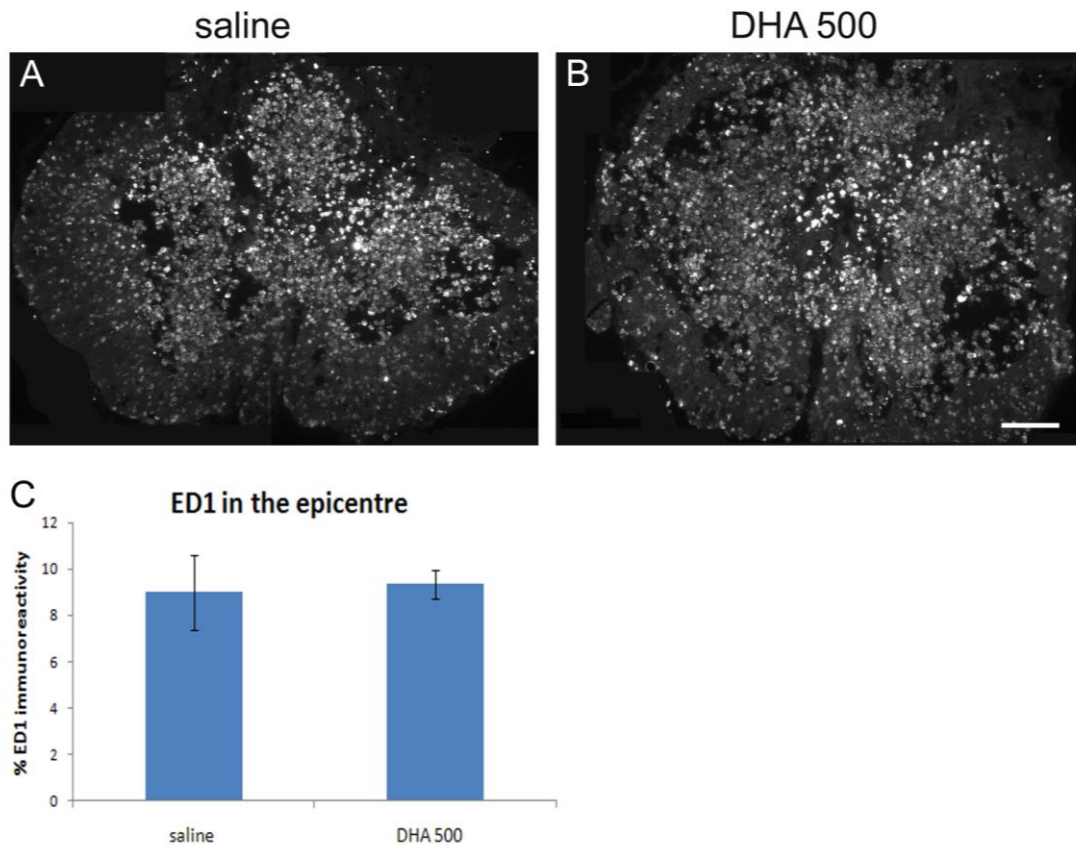 saline
DHA 500
A
B
C
ED1 in the epicentre
% ED1 immunoreactivity
12
10
8
6
4
2
0
saline
DHA 500